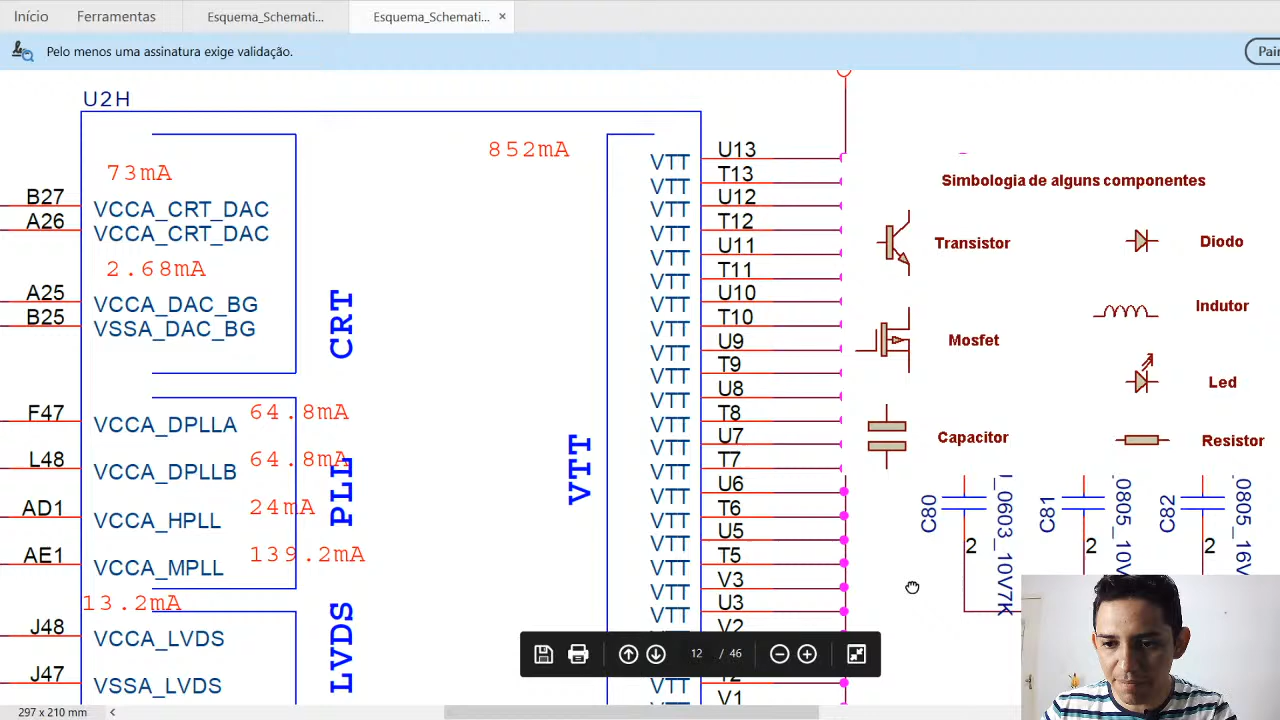 Início
Ferramentas
Esquema_Schemati...
Esquema_Schemati...
×
Pelo menos uma assinatura exige validação.
U2H
852mA
73mA
B27
VCCA_CRT_DAC
A26
VCCA_CRT_DAC
2.68mA
A25
VCCA_DAC_BG
B25
VSSA_DAC_BG
CRT
F47
VCCA_DPLLA
64.8mA
L48
VCCA_DPLLB
64.8mA
AD1
VCCA_HPLL
24mA
AE1
VCCA_MPLL
139.2mA
PLL
13.2mA
J48
VCCA_LVDS
J47
VSSA_LVDS
LVDS
VTT
VTT U13
VTT T13
VTT U12
VTT T12
VTT U11
VTT T11
VTT U10
VTT T10
VTT U9
VTT T9
VTT U8
VTT T8
VTT U7
VTT T7
VTT U6
VTT T6
VTT U5
VTT T5
VTT V3
VTT U3
V2
VTT
V1
Simbologia de alguns componentes
Transistor
Diodo
Indutor
Mosfet
Led
Capacitor
Resistor
C80
2
_0603_10V7K
C81
2
0805_10V
C82
2
0805_16V
12 / 46
297 x 210 mm